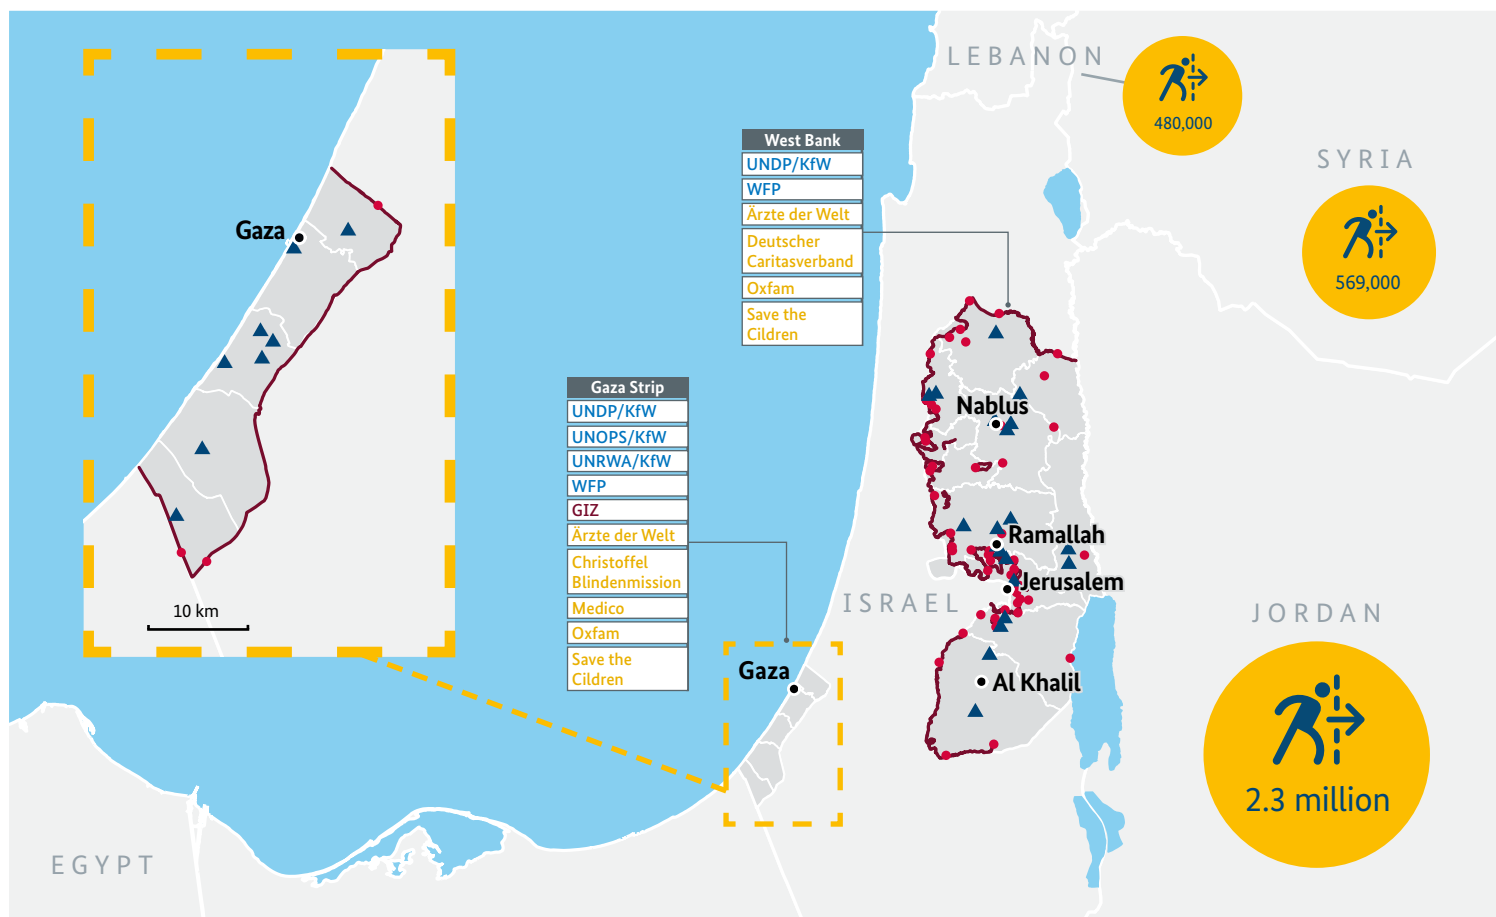 LEBANON
480,000
SYRIA
569,000
West Bank
UNDP/KfW
WFP
Ärzte der Welt
Deutscher
Caritasverband
Oxfam
Save the
Cildren
Gaza
10 km
Gaza Strip
UNDP/KfW
UNOPS/KfW
UNRWA/KfW
WFP
GIZ
Ärzte der Welt
Christoffel
Blindenmission
Medico
Oxfam
Save the
Cildren
Nablus
Ramallah
Jerusalem
ISRAEL
Gaza
Al Khalil
JORDAN
2.3 million
EGYPT